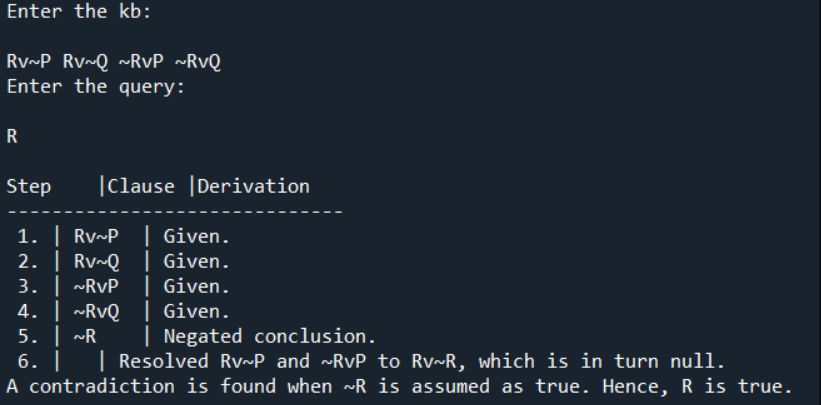 Enter the kb:
Rv~P Rv~Q ~RvP ~RvQ
Enter the query:
R
Step |Clause |Derivation
------------------------------
1. | Rv~P | Given.
2. | Rv~Q | Given.
3. | ~RvP | Given.
4. | ~RvQ | Given.
5. | ~R | Negated conclusion.
6. | | Resolved Rv~P and ~RvP to Rv~R, which is in turn null.
A contradiction is found when ~R is assumed as true. Hence, R is true.